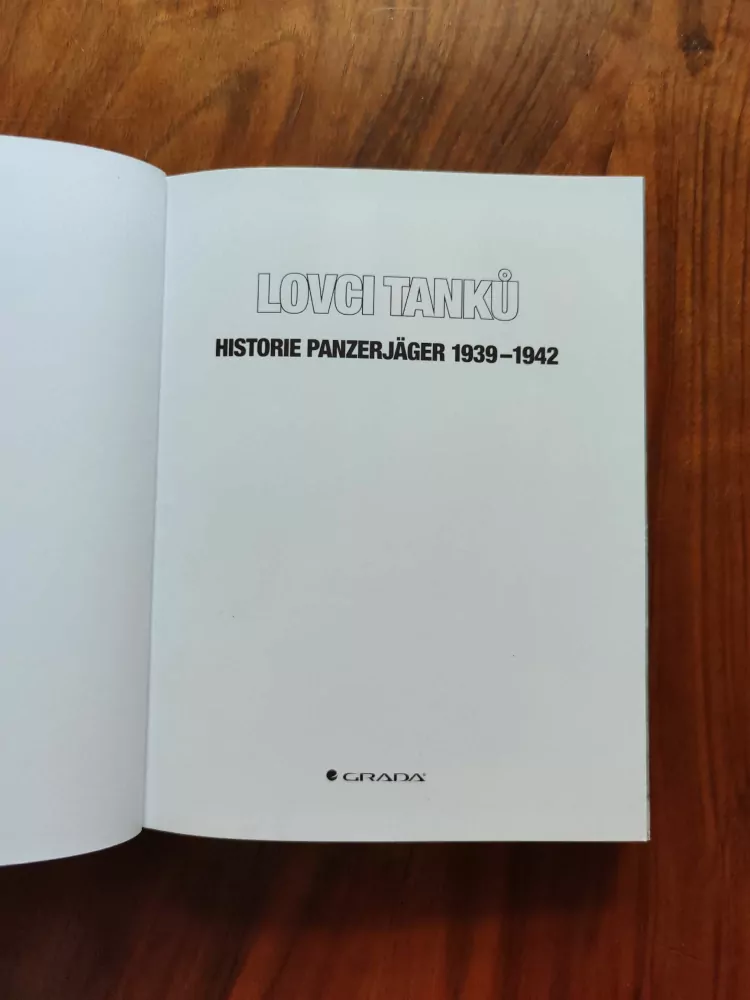 LOVCI TANKŮ
HISTORIE PANZERJÄGER 1939–1942
GRADA